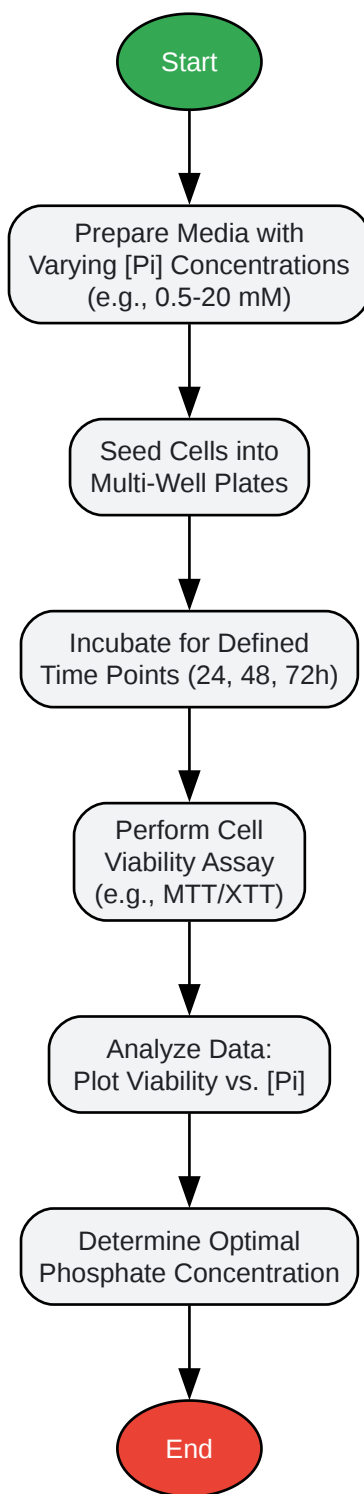 Start
Prepare Media with
Varying [Pi] Concentrations
(e.g., 0.5-20 mM)
Seed Cells into
Multi-Well Plates
Incubate for Defined
Time Points (24, 48, 72h)
Perform Cell
Viability Assay
(e.g., MTT/XTT)
Analyze Data:
Plot Viability vs. [Pi]
Determine Optimal
Phosphate Concentration
End